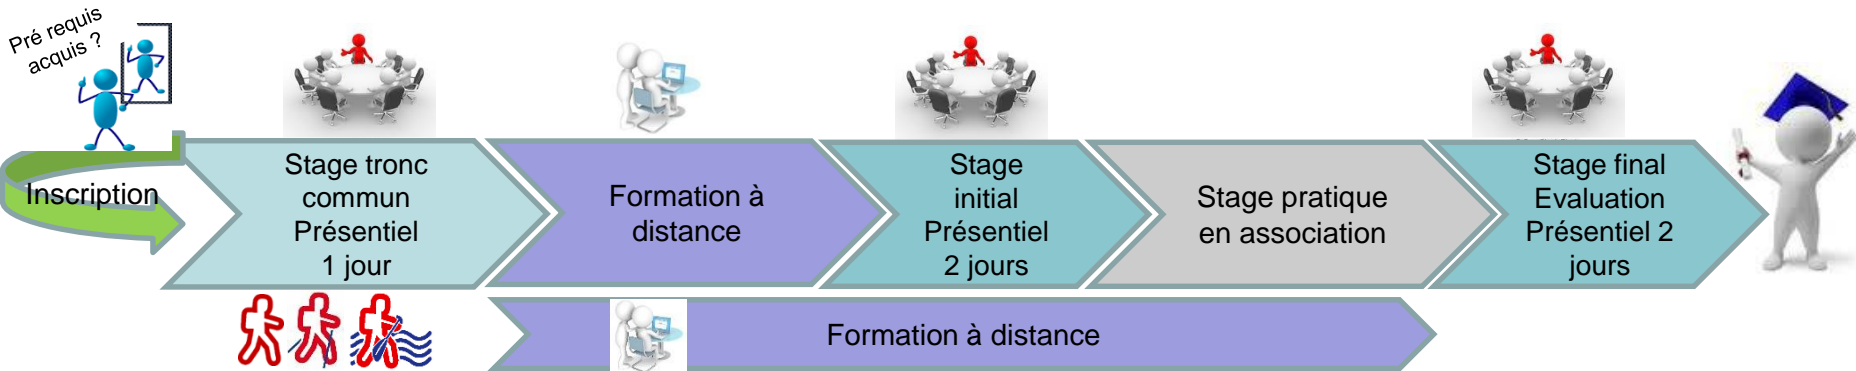 Pré requis
acquis ?
Inscription
Stage tronc
commun
Présentiel
1 jour
Formation à
distance
Stage
initial
Présentiel
2 jours
Stage pratique
en association
Stage final
Evaluation
Présentiel 2
jours
Formation à distance